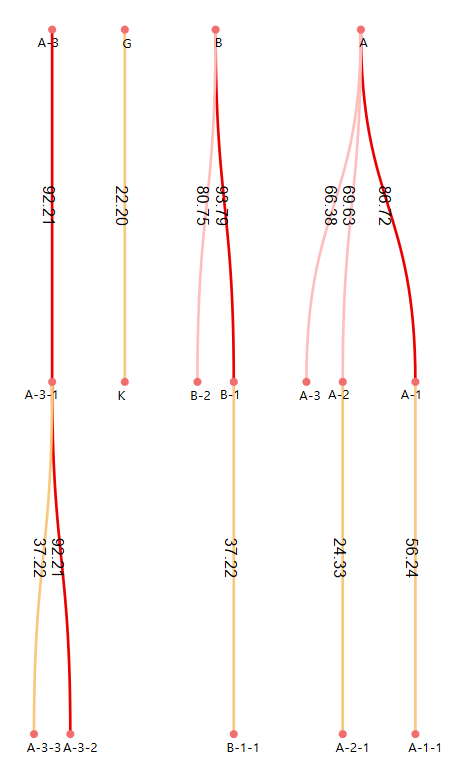 A-3
G
B
A
92.21
22.20
80.75
93.79
66.38
69.63
86.72
A-3-1
K
B-2
B-1
A-3
A-2
A-1
37.22
92.21
37.22
24.33
56.24
A-3-3
A-3-2
B-1-1
A-2-1
A-1-1